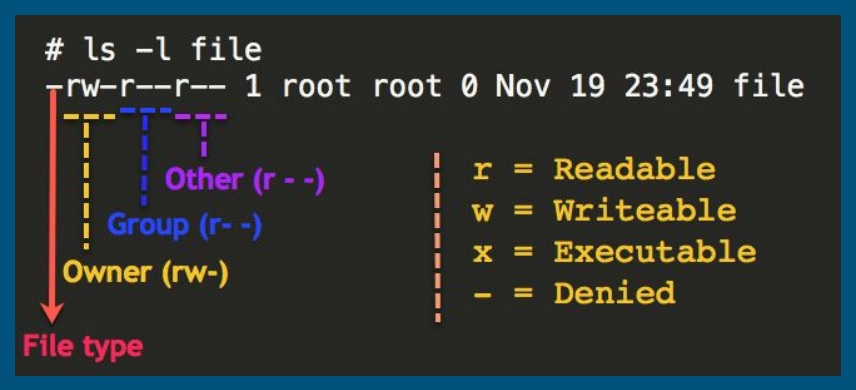 # ls -l file
-rw-r--r-- 1 root root 0 Nov 19 23:49 file
Other (r - -)
Group (r- -)
Owner (rw-)
File type
r = Readable
w = Writeable
x = Executable
- = Denied